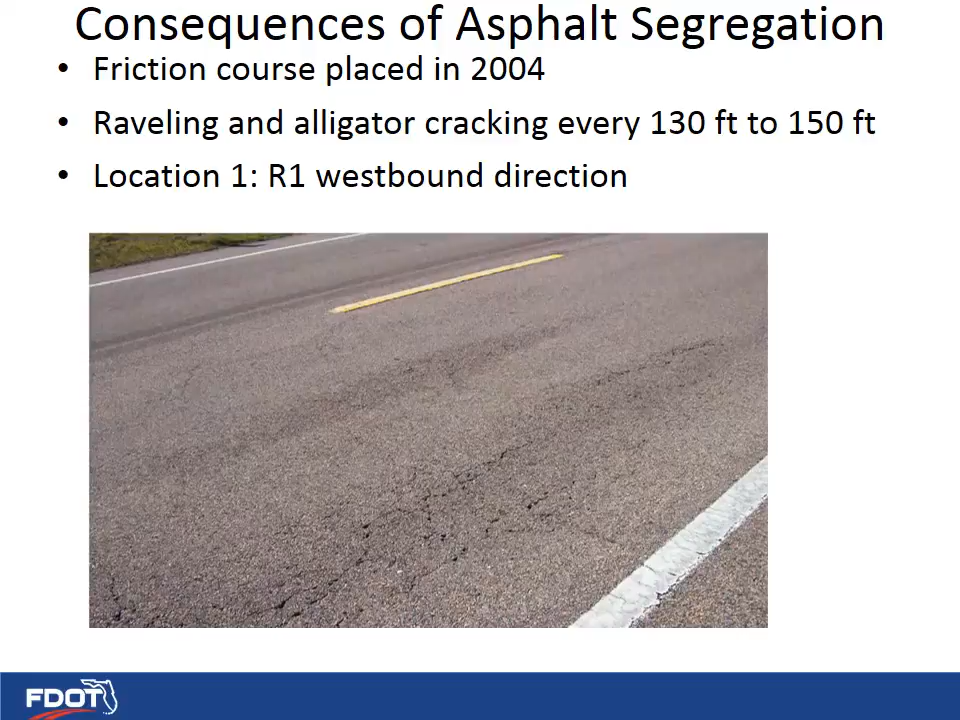 Consequences of Asphalt Segregation
• Friction course placed in 2004
• Raveling and alligator cracking every 130 ft to 150 ft
• Location 1: R1 westbound direction
FDOT